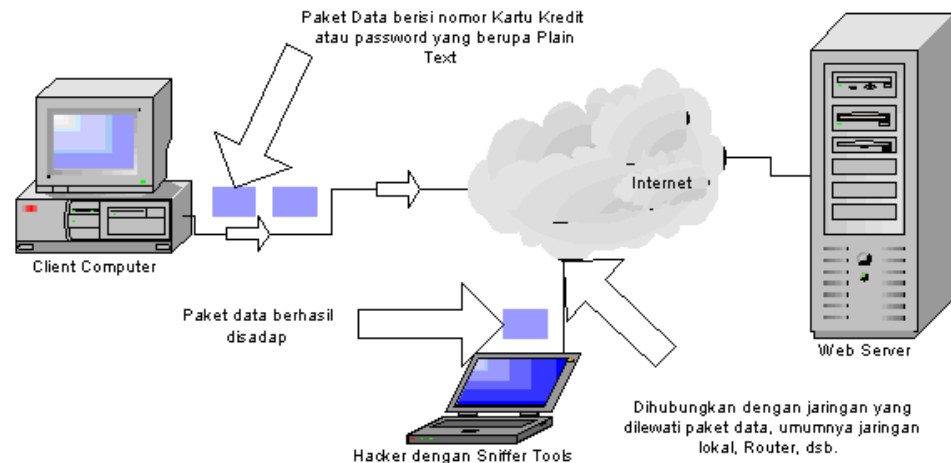 Paket Data berisi nomor Kartu Kredit
atau password yang berupa Plain
Text
Internet
Client Computer
Paket data berhasil
disadap
Web Server
Dihubungkan dengan jaringan yang
dilewati paket data, umumnya jaringan
lokal, Router, dsb.
Hacker dengan Sniffer Tools